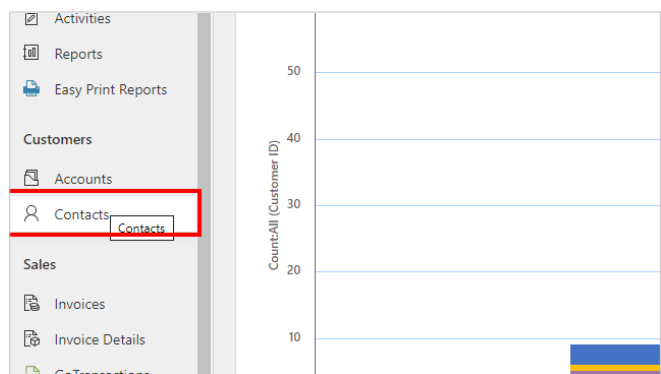 Activities
Reports
Easy Print Reports
Customers
Accounts
Contacts
Contacts
Sales
Invoices
Invoice Details
GoTransactions
50
40
30
20
10
Count:All (Customer ID)